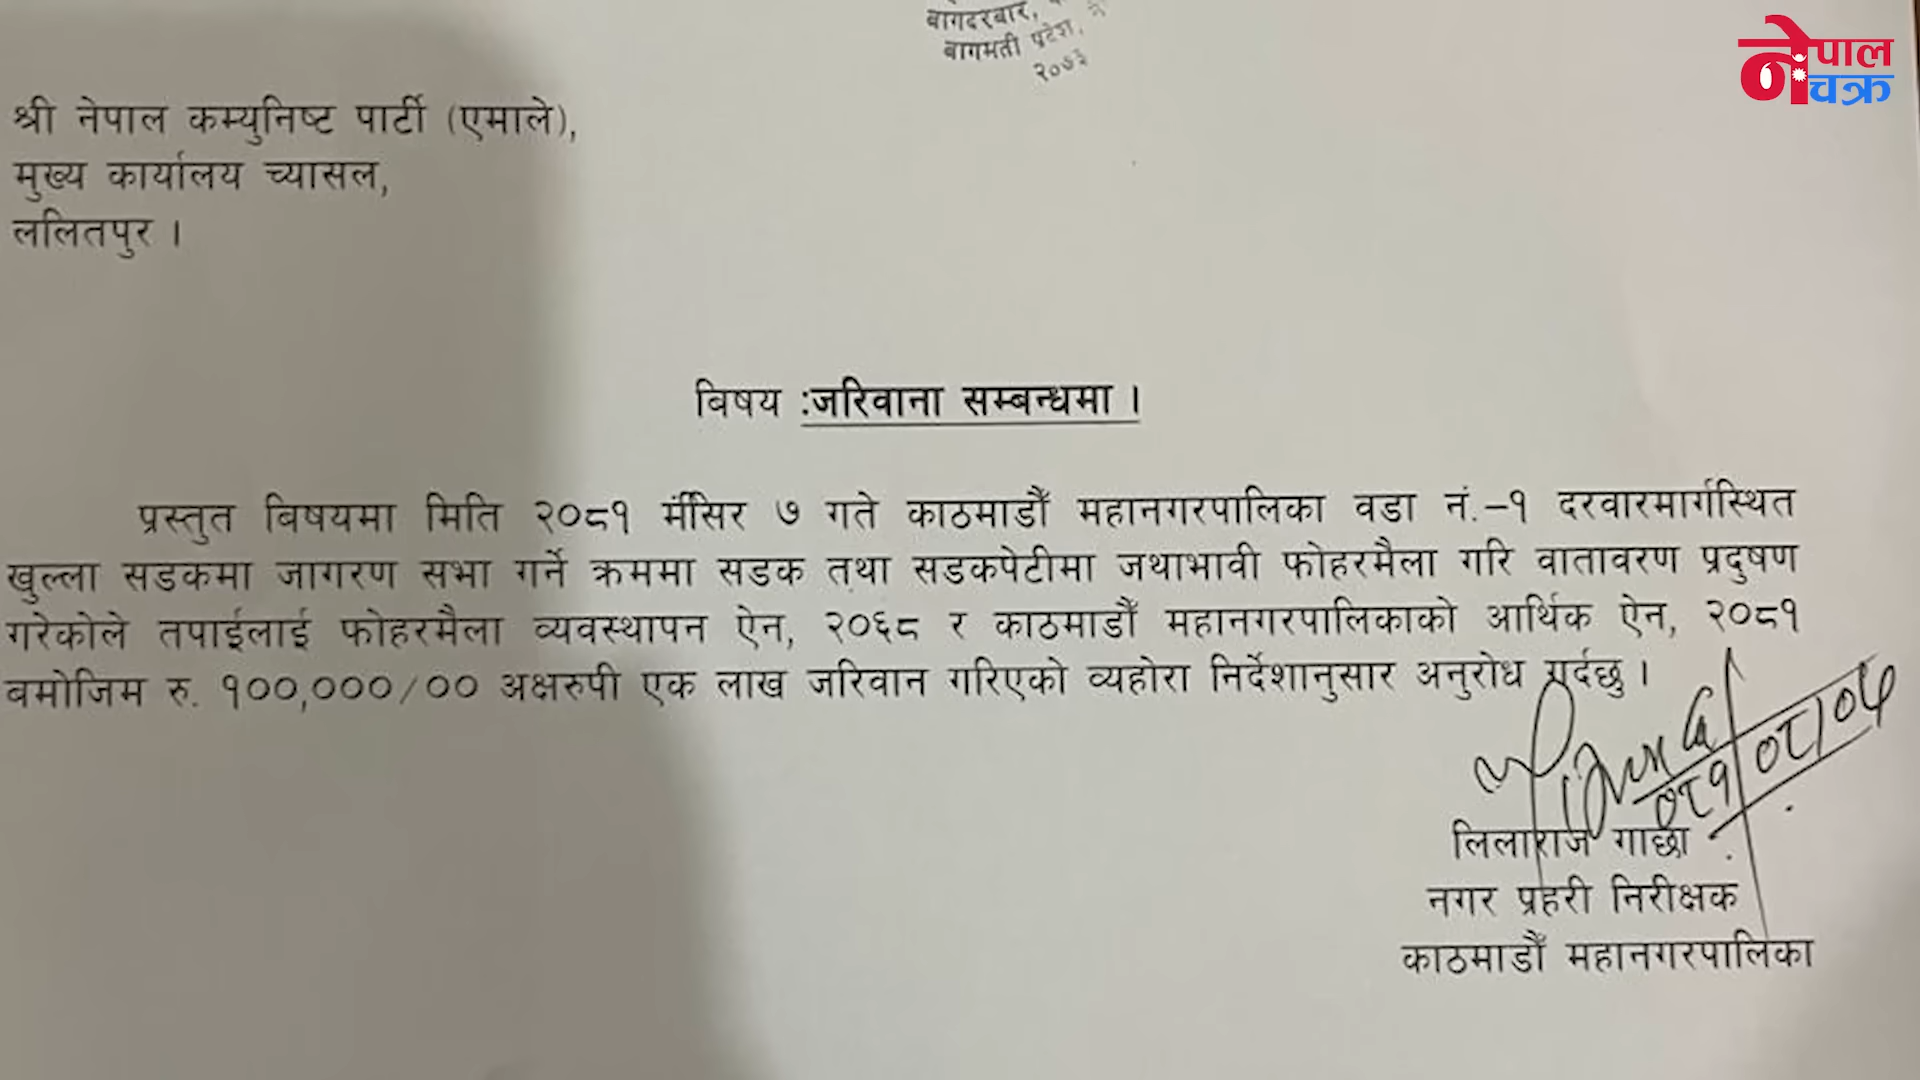 बागदरबार,
बागमती प्रदेश,
२०७३
नेपाल
चक्र
श्री नेपाल कम्युनिष्ट पार्टी (एमाले),
मुख्य कार्यालय च्यासल,
ललितपुर ।
विषय :जरिवाना सम्बन्धमा ।
प्रस्तुत विषयमा मिति २०८१ मंसिर ७ गते काठमाडौं महानगरपालिका वडा नं.–१ दरवारमार्गस्थित
खुल्ला सडकमा जागरण सभा गर्ने क्रममा सडक तथा सडकपेटीमा जथाभावी फोहरमैला गरि वातावरण प्रदुषण
गरेकोले तपाईलाई फोहरमैला व्यवस्थापन ऐन, २०६८ र काठमाडौं महानगरपालिकाको आर्थिक ऐन, २०८१
बमोजिम रु. १००,०००/०० अक्षरुपी एक लाख जरिवान गरिएको व्यहोरा निर्देशानुसार अनुरोध गर्दछु ।
०८१/०८/०८
लिलाराज गाछा
नगर प्रहरी निरीक्षक
काठमाडौं महानगरपालिका